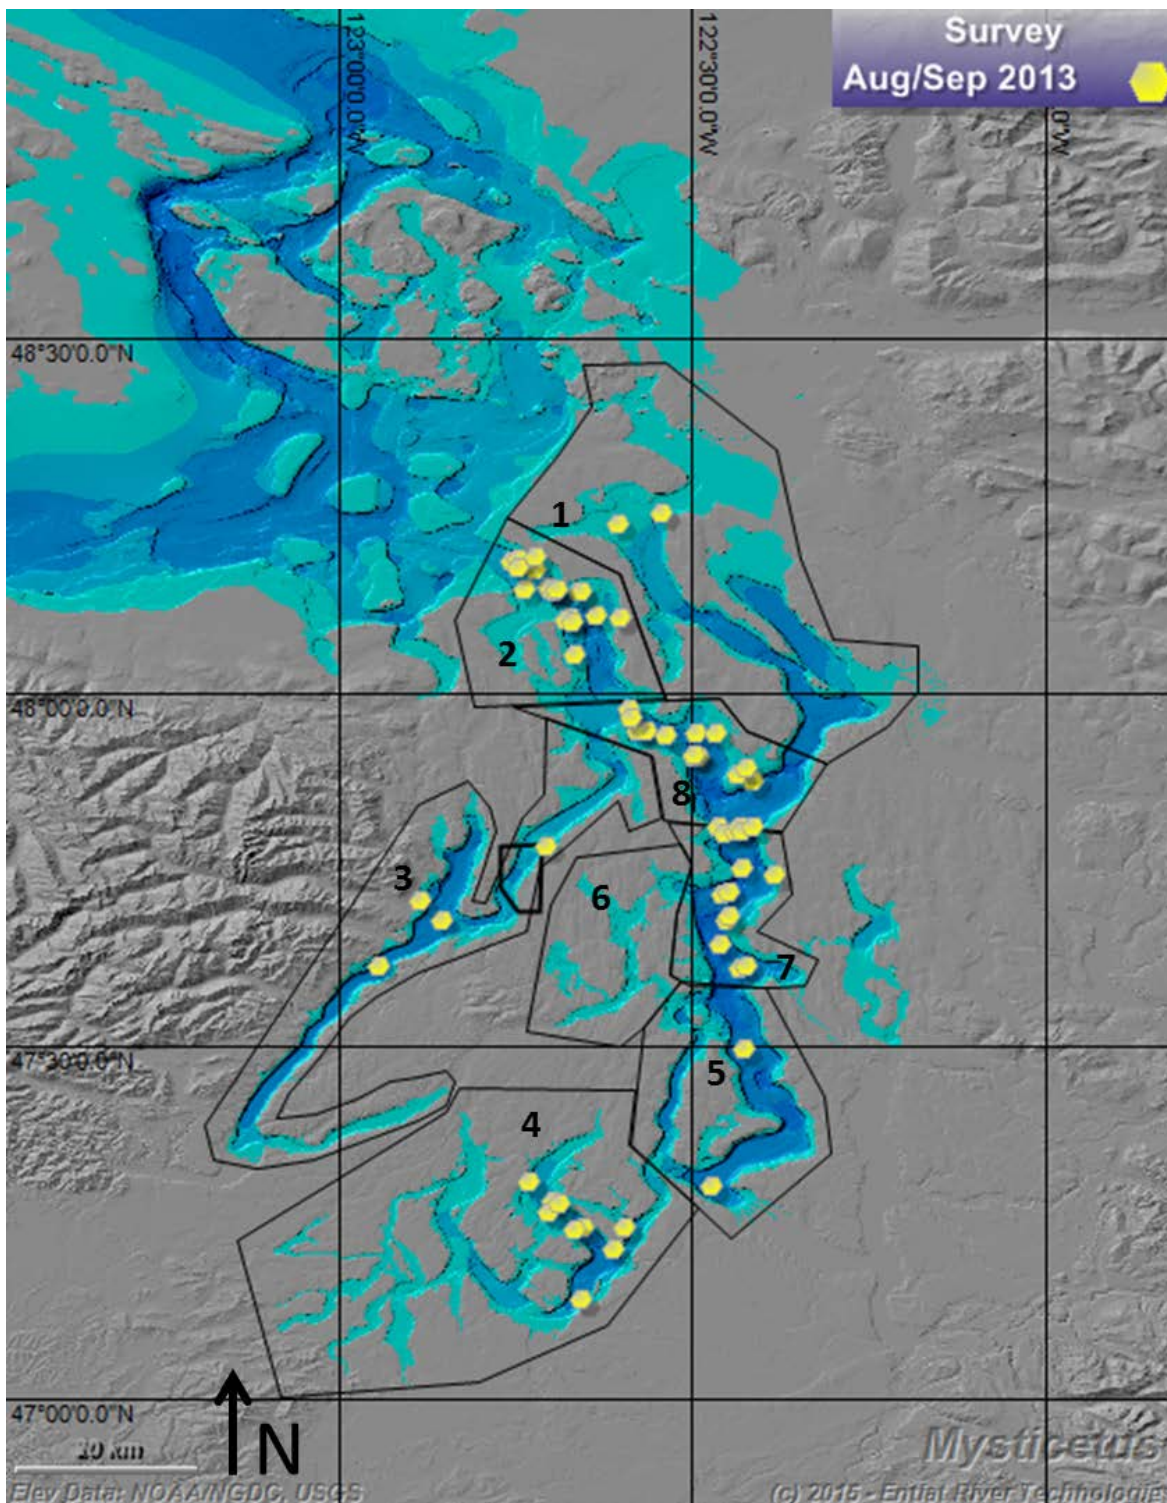 Survey
Aug/Sep 2013
123°00'0.0"W
122°30'0.0"W
0.0"W
48°30'0.0"N
1
2
48°00'0.0"N
8
3
6
7
47°30'0.0"N
5
4
47°00'0.0"N
N
Mysticetus
Elev Data: NOAA/NGDC, USGS
(c) 2015 - Entiat River Technologies